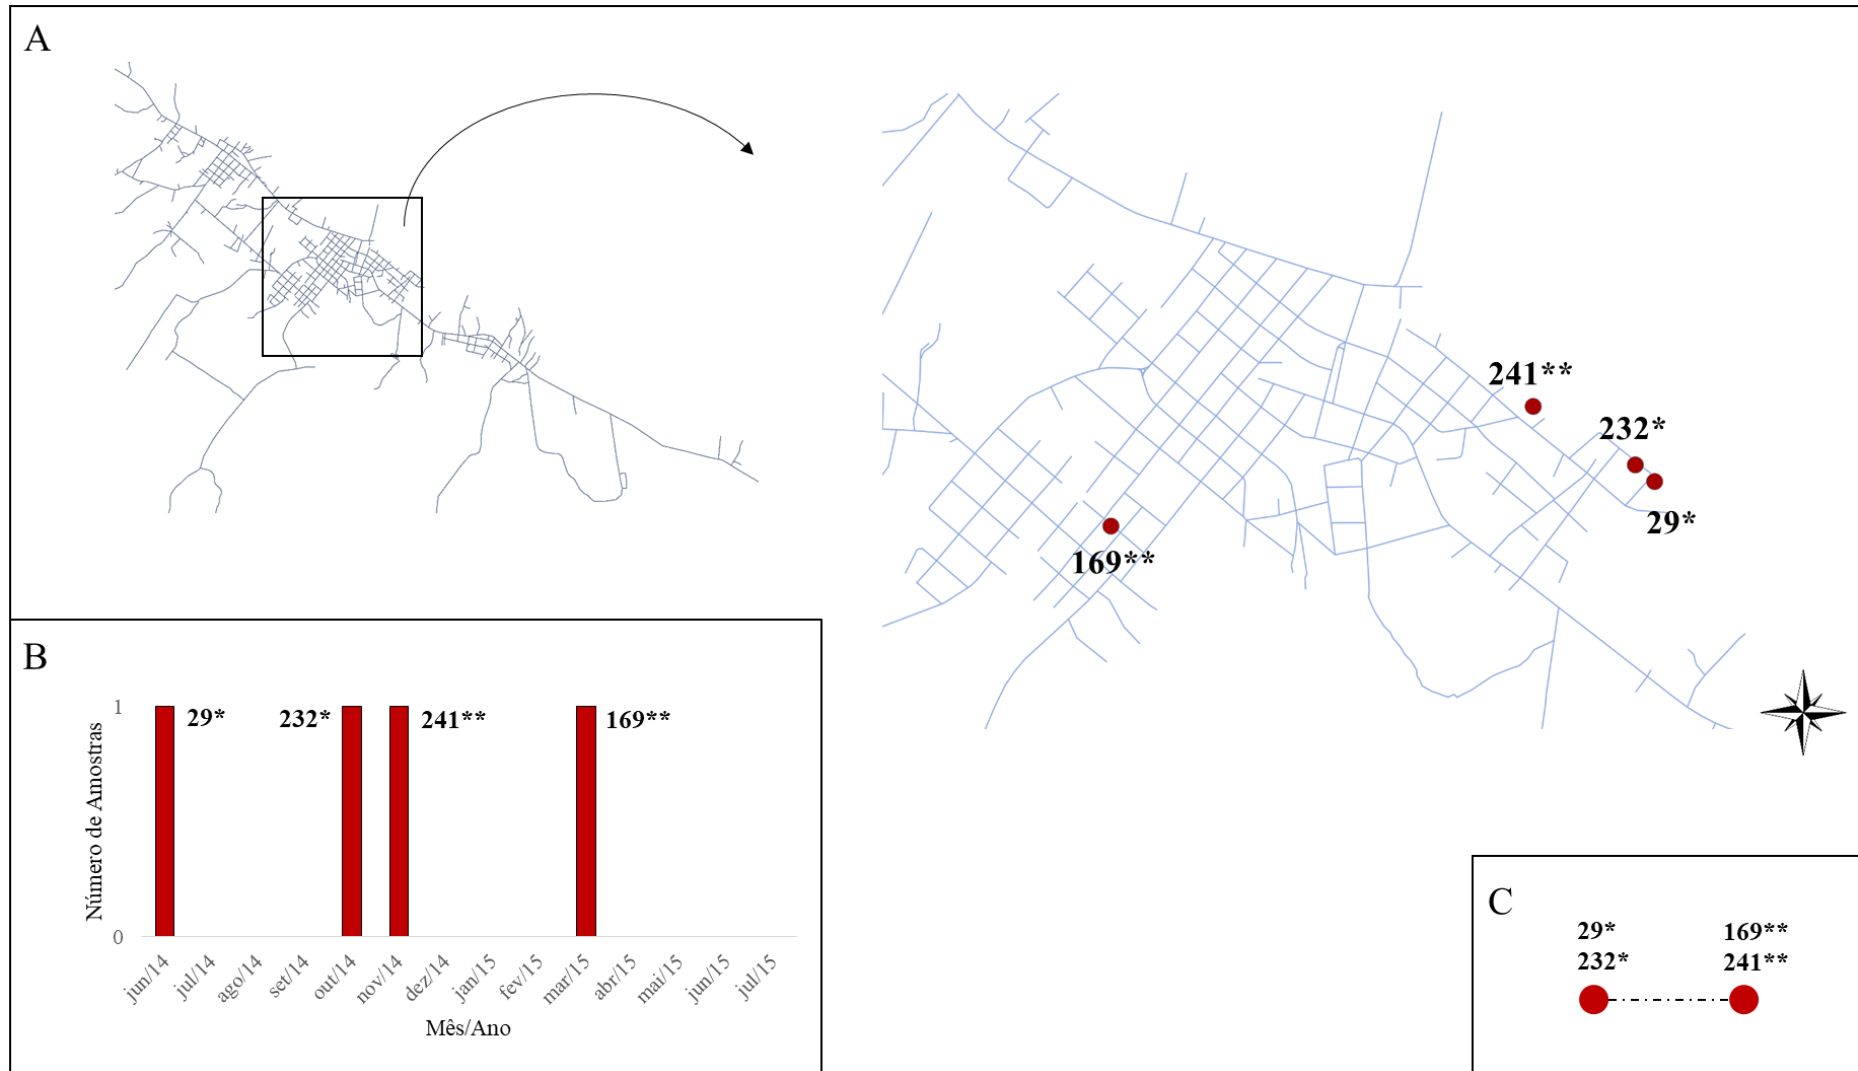 A
241**
232*
29*
169**
B
Número de Amostras
1
0
29*
232*
241**
169**
jun/14
jul/14
ago/14
set/14
out/14
nov/14
dez/14
jan/15
fev/15
mar/15
abr/15
mai/15
jun/15
jul/15
Mês/Ano
C
29*
232*
169**
241**